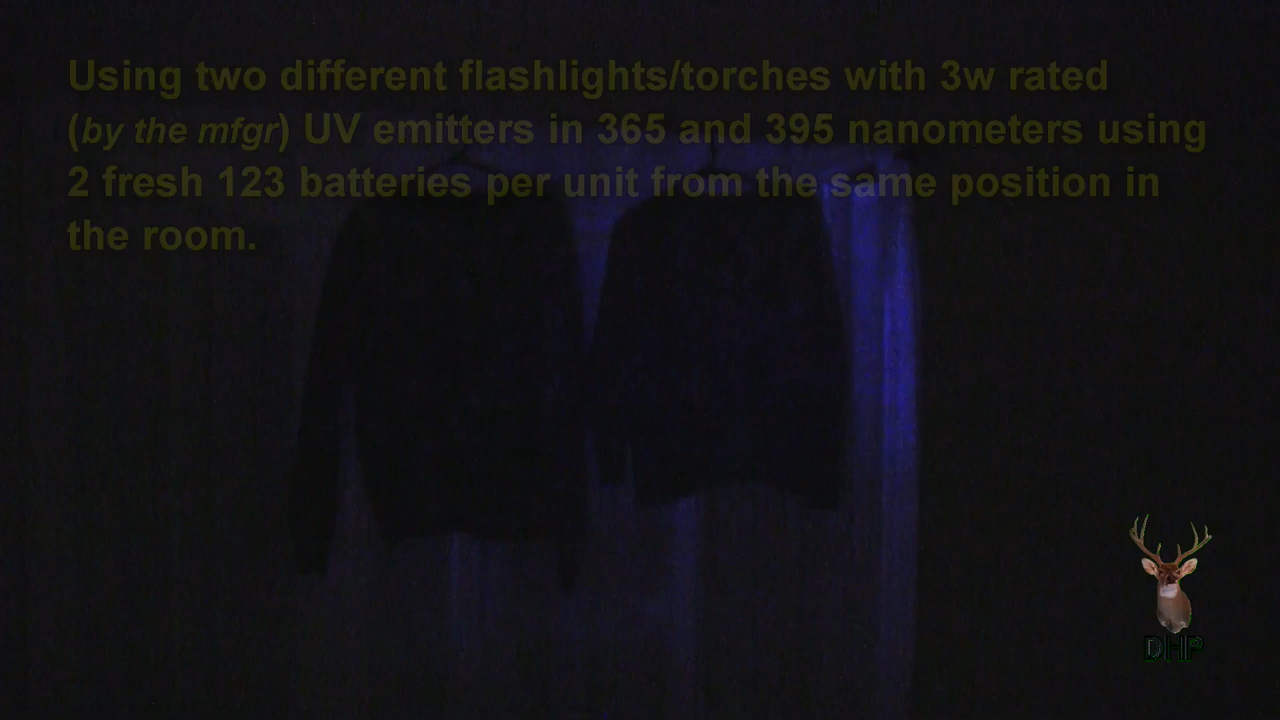 Using two different flashlights/torches with 3w rated
(by the mfgr) UV emitters in 365 and 395 nanometers using
2 fresh 123 batteries per unit from the same position in
the room.
DHP